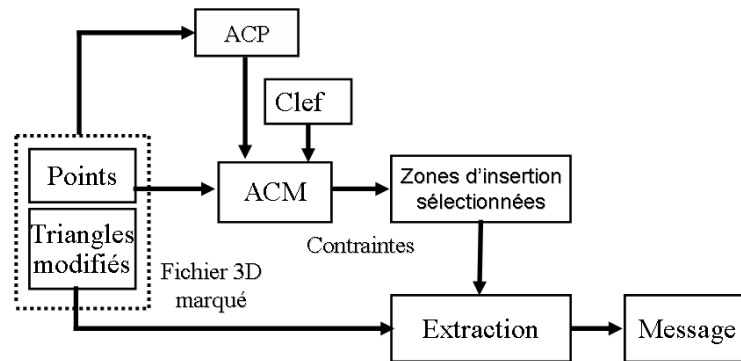 ACP
Clef
Points
ACM
Zones d'insertion
sélectionnées
Triangles
modifiés
Contraintes
Fichier 3D
marqué
Extraction
Message